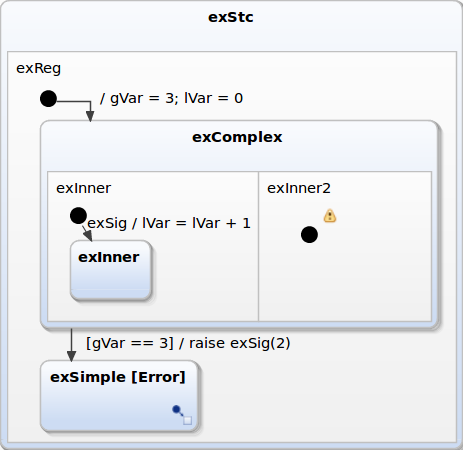 exStc
exReg
/ gVar = 3; lVar = 0
exComplex
exInner
exInner2
exSig / lVar = lVar + 1
exInner
[gVar == 3] / raise exSig(2)
exSimple [Error]